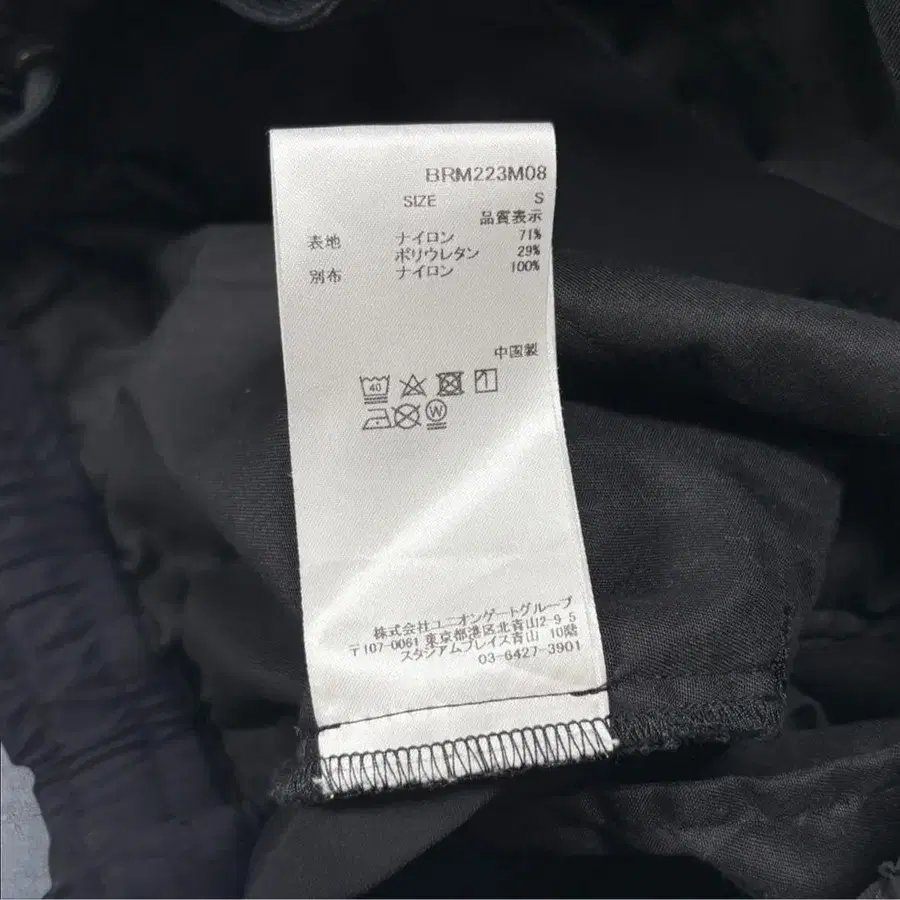 BRM223M08
SIZE S
品質表示
表地 ナイロン 71%
ポリウレタン 29%
別布 ナイロン 100%
中国製
40
W
株式会社ユニオンゲートグループ
〒107-0061 東京都港区北青山2-9-5
スタジアムプレイス青山 10階
03-6427-3901